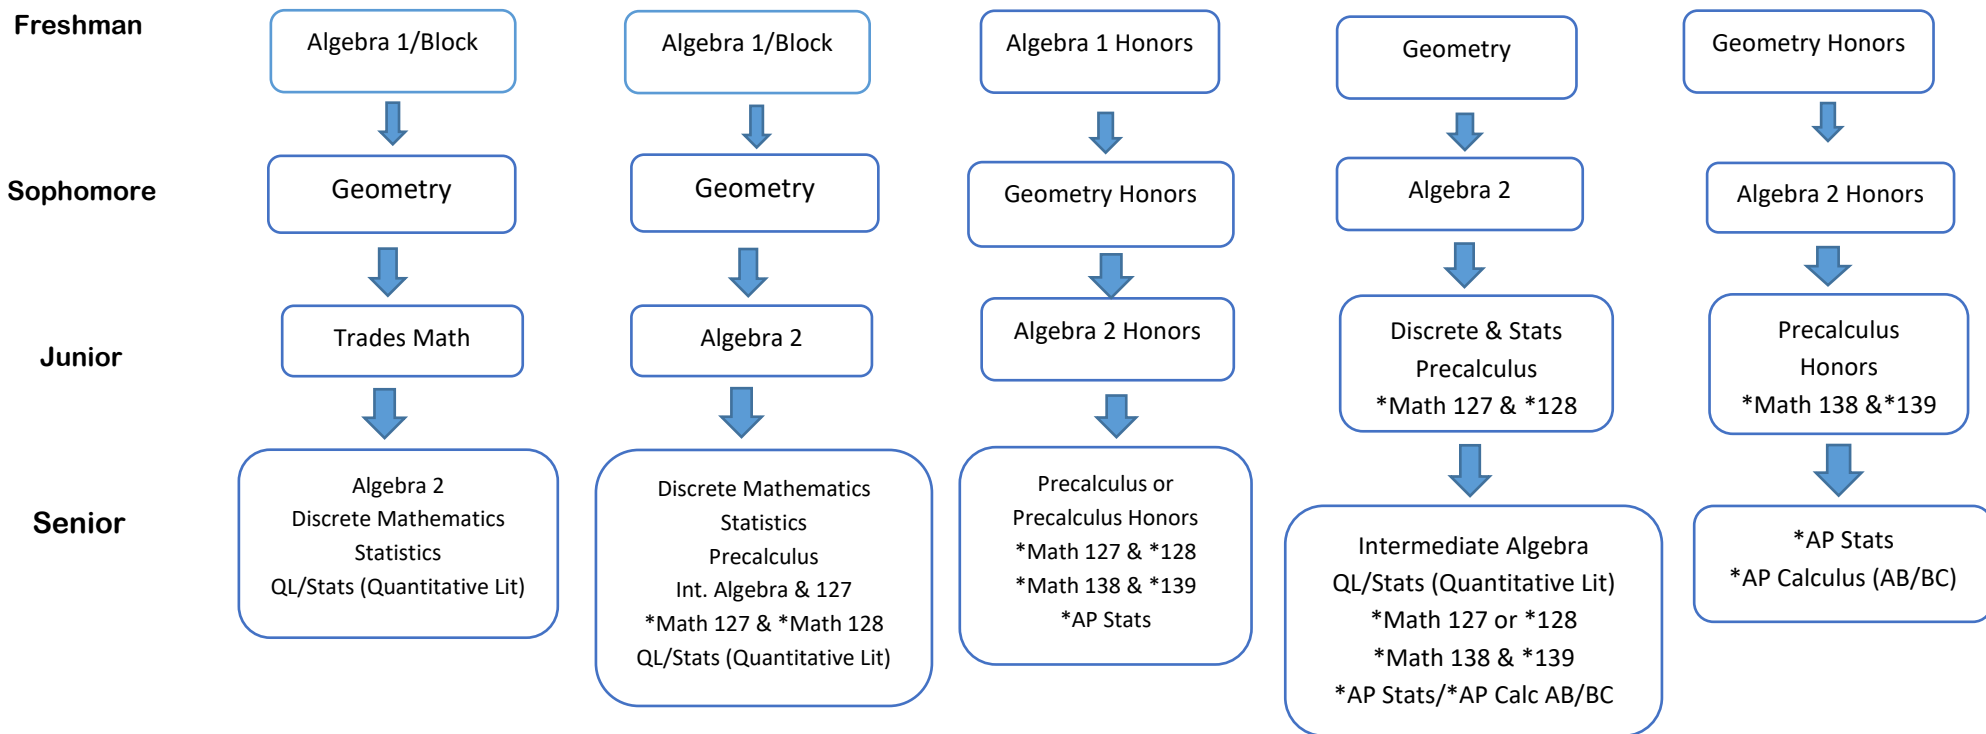 Freshman
Algebra 1/Block
Algebra 1/Block
Algebra 1 Honors
Geometry
Geometry Honors
Sophomore
Geometry
Geometry
Geometry Honors
Algebra 2
Algebra 2 Honors
Junior
Trades Math
Algebra 2
Algebra 2 Honors
Discrete & Stats
Precalculus
*Math 127 & *128
Precalculus
Honors
*Math 138 &*139
Senior
Algebra 2
Discrete Mathematics
Statistics
QL/Stats (Quantitative Lit)
Discrete Mathematics
Statistics
Precalculus
Int. Algebra & 127
*Math 127 & *Math 128
QL/Stats (Quantitative Lit)
Precalculus or
Precalculus Honors
*Math 127 & *128
*Math 138 & *139
*AP Stats
Intermediate Algebra
QL/Stats (Quantitative Lit)
*Math 127 or *128
*Math 138 & *139
*AP Stats/*AP Calc AB/BC
*AP Stats
*AP Calculus (AB/BC)